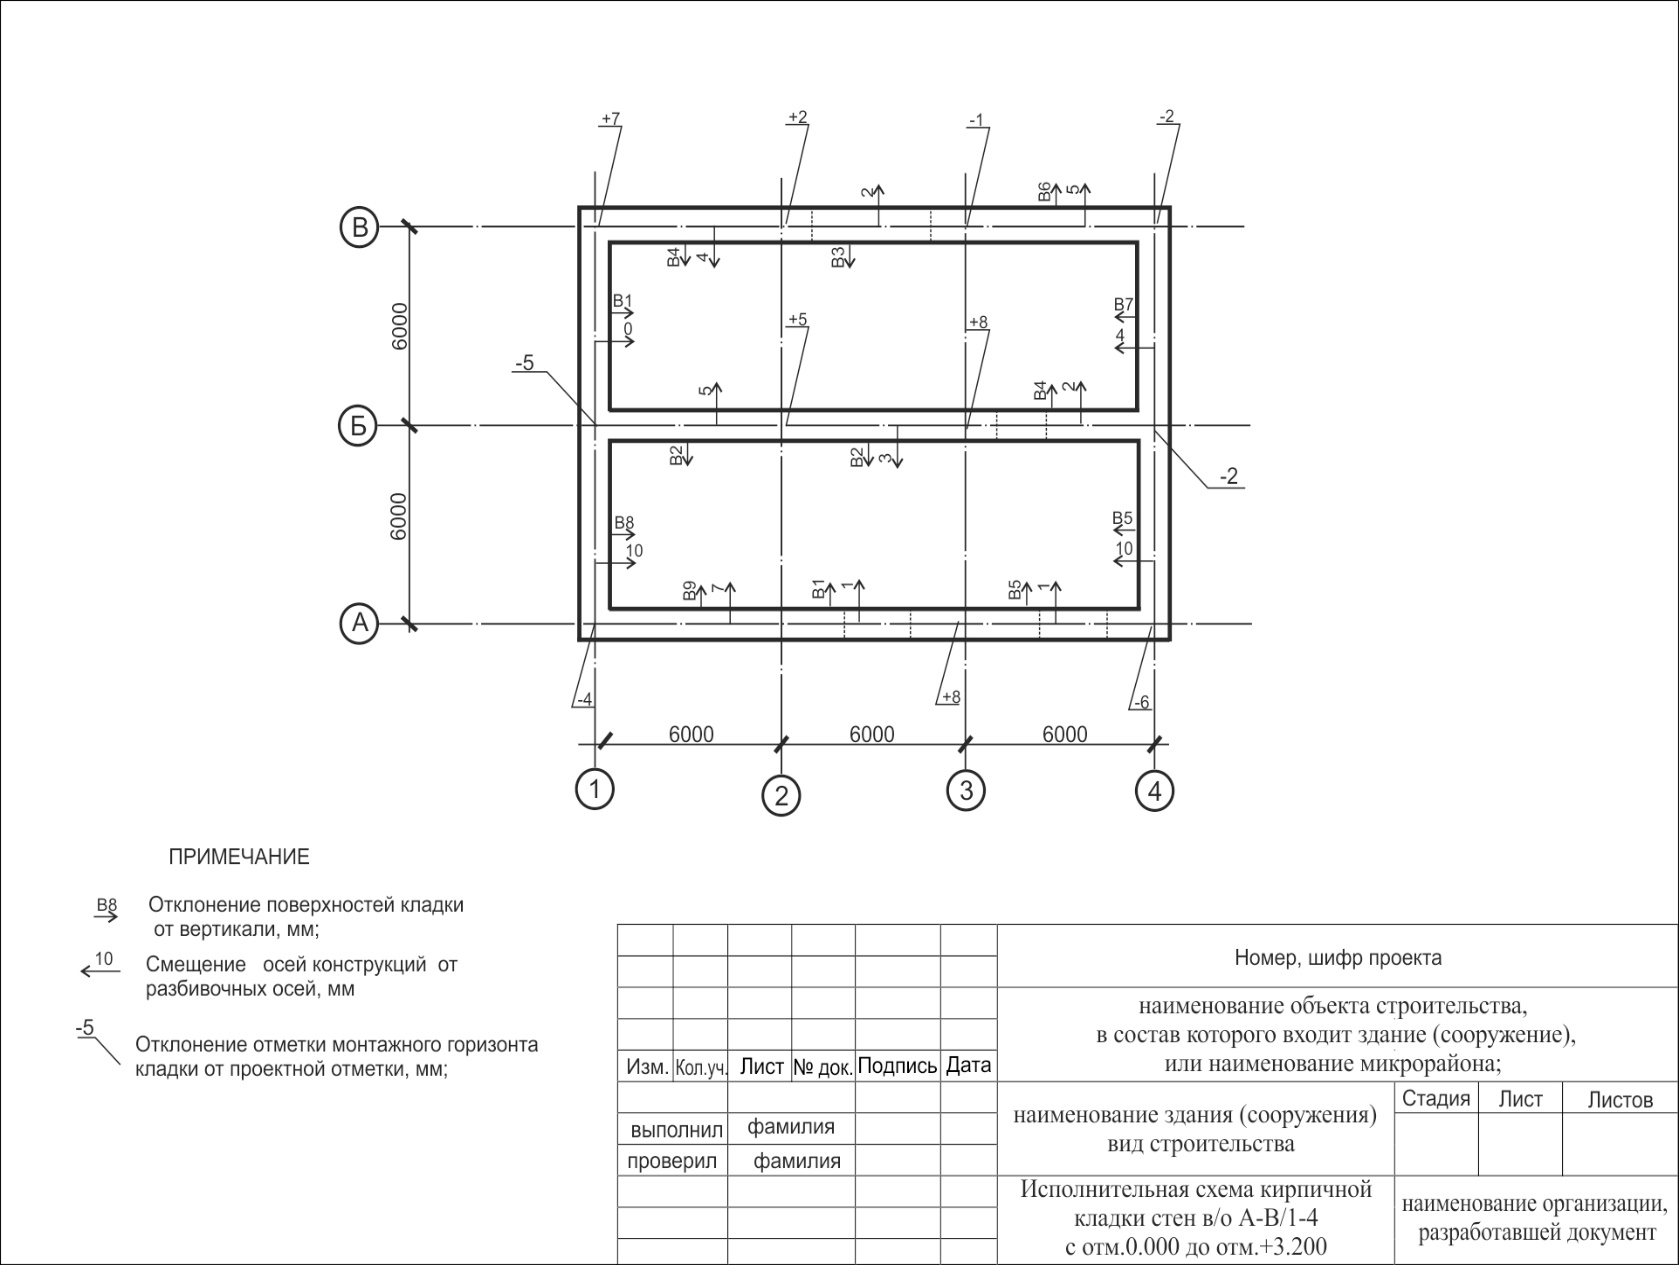 +7
+2
-1
-2
2
В6
5
В
В4
4
В3
В1
0
В7
4
6000
+5
+8
-5
5
В4
2
Б
В2
В2
3
-2
6000
В8
10
В5
10
В9
7
В1
1
В5
1
А
-4
+8
-6
6000
6000
6000
1
2
3
4
ПРИМЕЧАНИЕ
В8
Отклонение поверхностей кладки
от вертикали, мм;
10
Смещение осей конструкций от
разбивочных осей, мм
-5
Отклонение отметки монтажного горизонта
кладки от проектной отметки, мм;
Номер, шифр проекта
наименование объекта строительства,
в состав которого входит здание (сооружение),
или наименование микрорайона;
Изм. Кол.уч. Лист № док. Подпись Дата
наименование здания (сооружения)
вид строительства
Стадия Лист Листов
выполнил фамилия
проверил фамилия
Исполнительная схема кирпичной
кладки стен в/о А-В/1-4
с отм.0.000 до отм.+3.200
наименование организации,
разработавшей документ